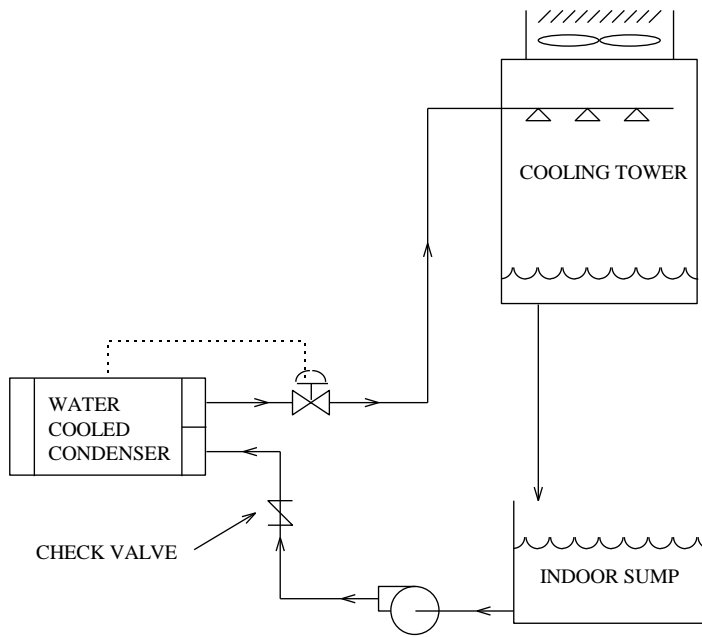 COOLING TOWER
WATER
COOLED
CONDENSER
CHECK VALVE
INDOOR SUMP